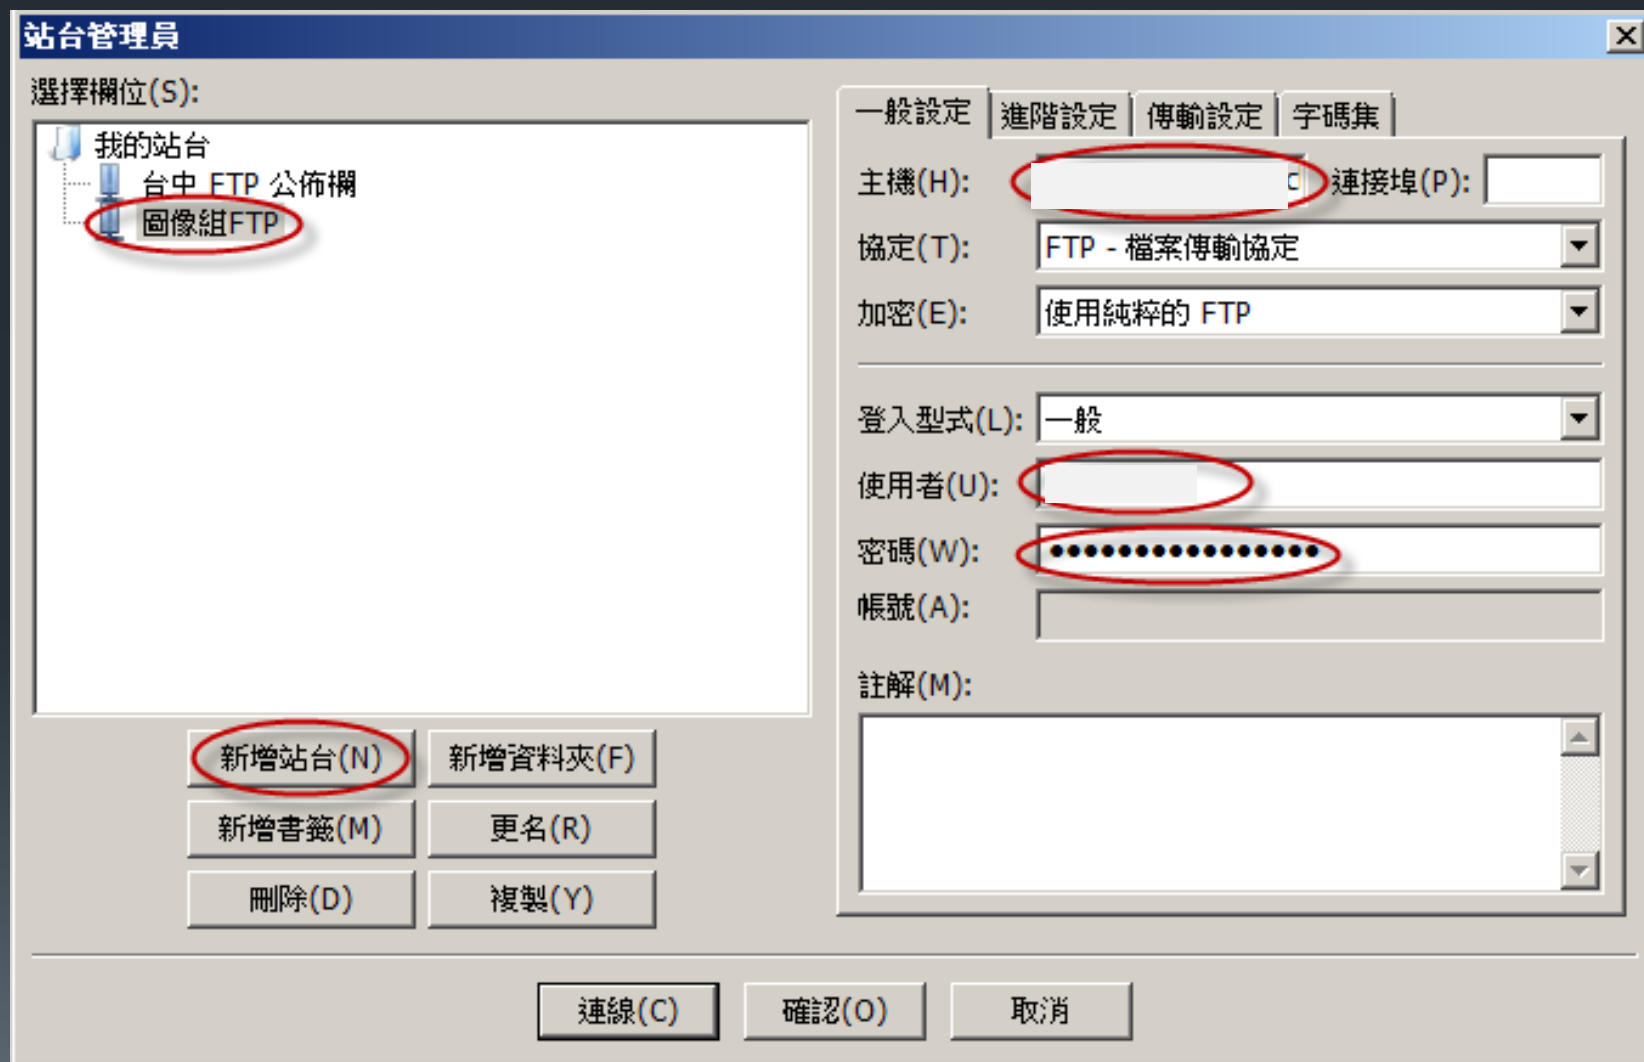 站台管理員
選擇欄位(S):
我的站台
台中 FTP 公佈欄
圖像組FTP
新增站台(N)
新增資料夾(F)
新增書籤(M)
更名(R)
刪除(D)
複製(Y)
一般設定
進階設定
傳輸設定
字碼集
主機(H):
c
連接埠(P):
協定(T):
FTP - 檔案傳輸協定
加密(E):
使用純粹的 FTP
登入型式(L):
一般
使用者(U):
密碼(W):
●●●●●●●●●●●●●●●●
帳號(A):
註解(M):
連線(C)
確認(O)
取消